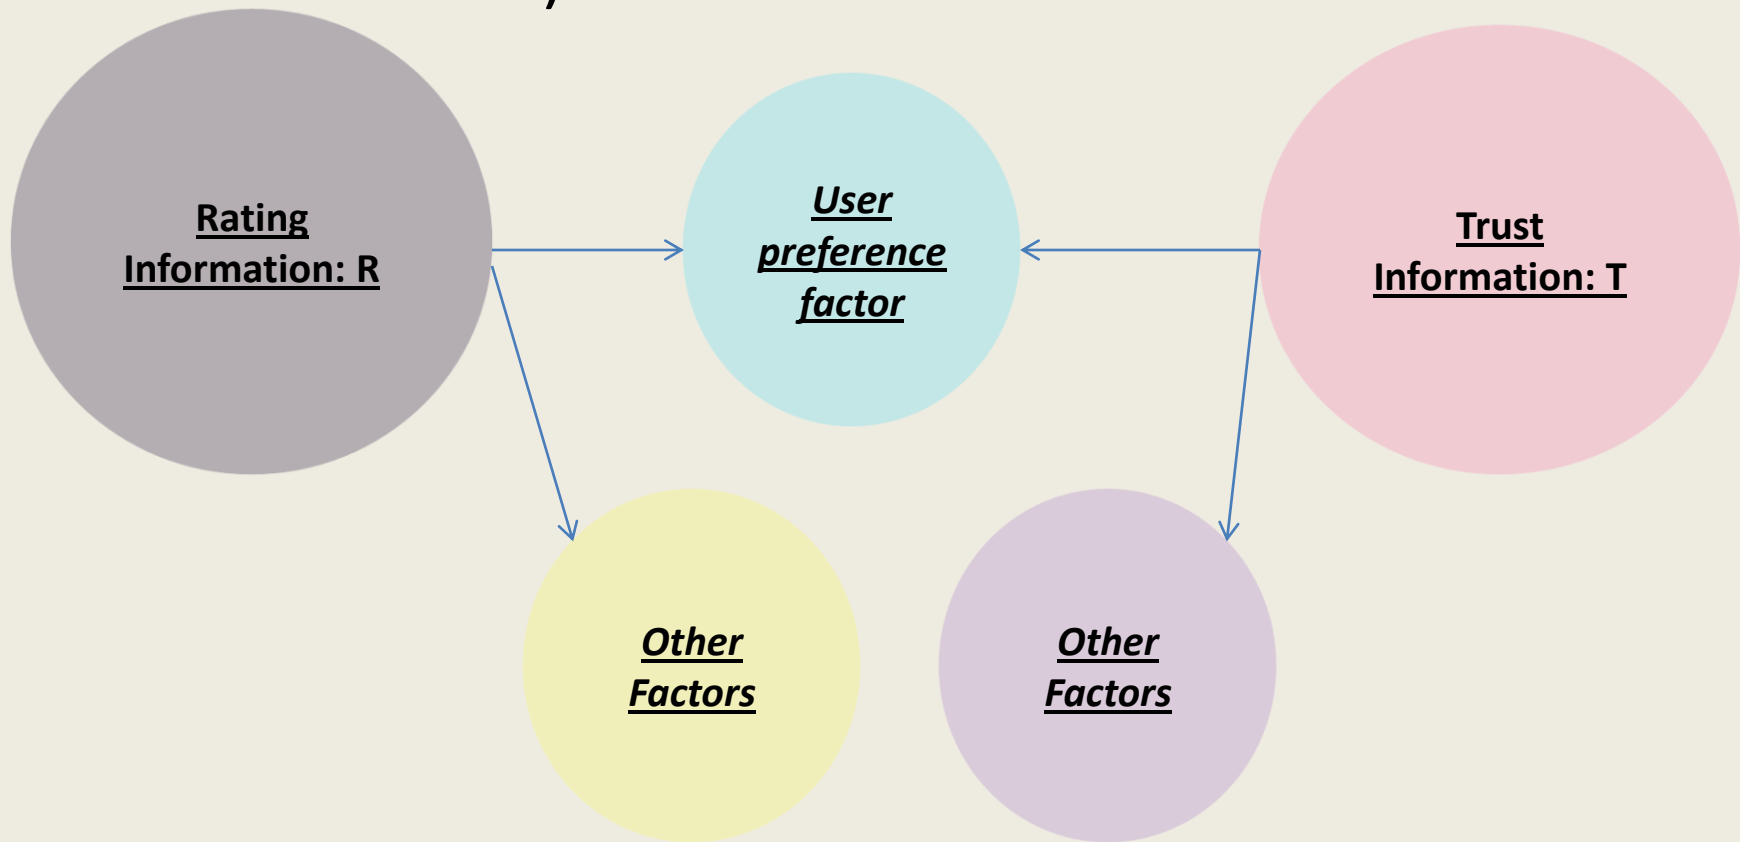 Rating
Information: R
User
preference
factor
Trust
Information: T
Other
Factors
Other
Factors